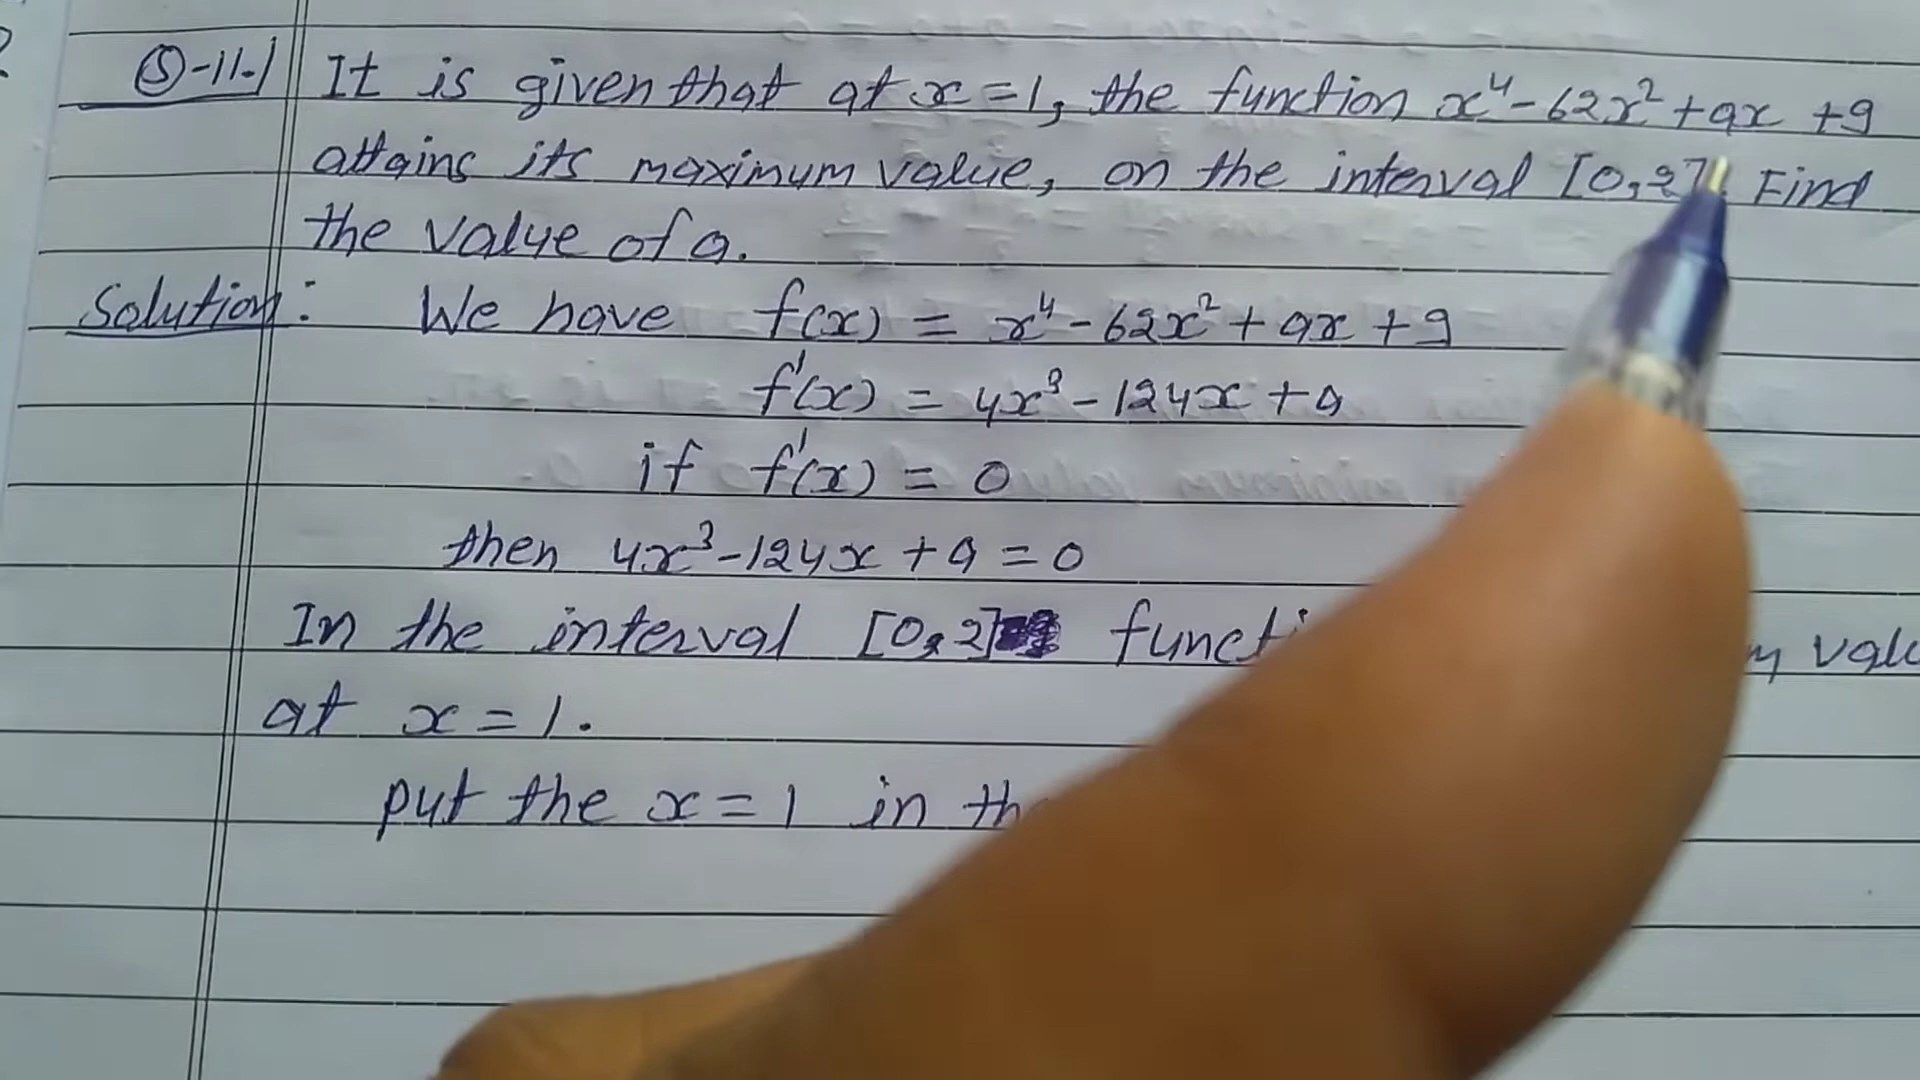 Q-11. It is given that at x=1, the function x⁴-62x²+ax+9
attains its maximum value, on the interval [0,2]. Find
the value of a.
Solution: We have f(x) = x⁴-62x²+ax+9
f'(x) = 4x³-124x+a
if f'(x) = 0
then 4x³-124x+a=0
In the interval [0,2]
at x=1.
put the x=1 in